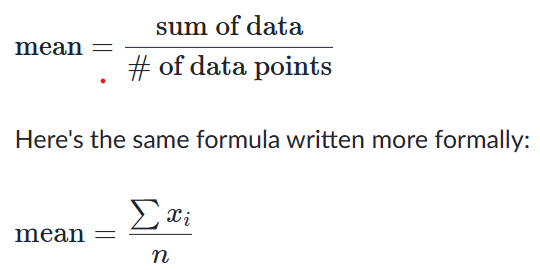 mean = sum of data / # of data points
Here's the same formula written more formally:
mean = ∑ xᵢ / n